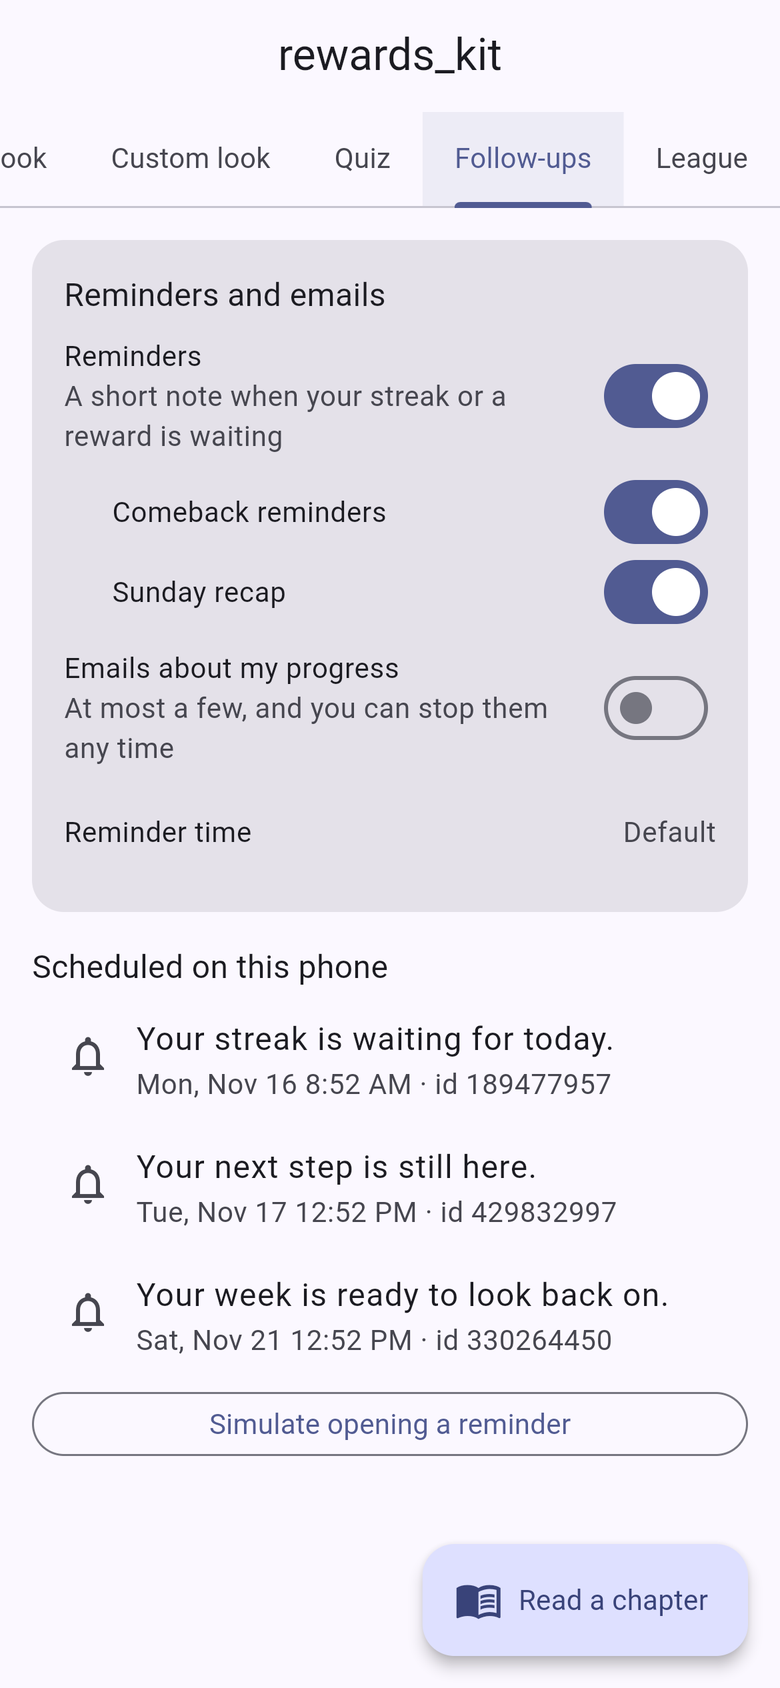 rewards_kit
ook
Custom look
Quiz
Follow-ups
League
Reminders and emails
Reminders
A short note when your streak or a
reward is waiting
Comeback reminders
Sunday recap
Emails about my progress
At most a few, and you can stop them
any time
Reminder time
Default
Scheduled on this phone
Your streak is waiting for today.
Mon, Nov 16 8:52 AM · id 189477957
Your next step is still here.
Tue, Nov 17 12:52 PM · id 429832997
Your week is ready to look back on.
Sat, Nov 21 12:52 PM · id 330264450
Simulate opening a reminder
Read a chapter